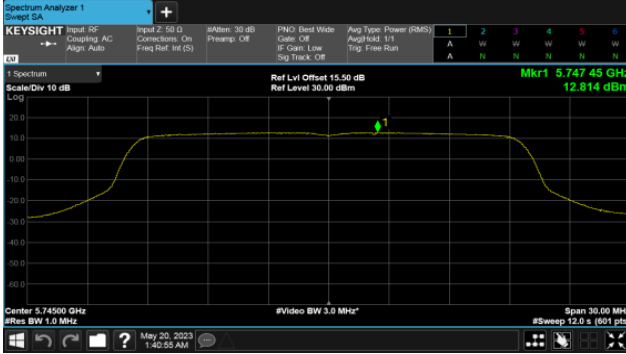 Spectrum Analyzer 1
Swept SA
+
KEYSIGHT Input: RF Input Z: 50 Ω #Atten: 30 dB PNO: Best Wide Avg Type: Power (RMS) 1 2 3 4 5 6
Coupling: AC Corrections: On Preamp: Off Gate: Off Avg|Hold: 1/1 A W W W W W
Align: Auto Freq Ref: Int (S) IF Gain: Low Trig: Free Run
Sig Track: Off A N N N N N
LXI
1 Spectrum Ref Lvl Offset 15.50 dB Mkr1 5.747 45 GHz
Scale/Div 10 dB Ref Level 30.00 dBm 12.814 dBm
Log
20.0
1
10.0
0.00
-10.0
-20.0
-30.0
-40.0
-50.0
-60.0
Center 5.74500 GHz #Video BW 3.0 MHz* Span 30.00 MHz
#Res BW 1.0 MHz #Sweep 12.0 s (601 pts)
? May 20, 2023
1:40:55 AM